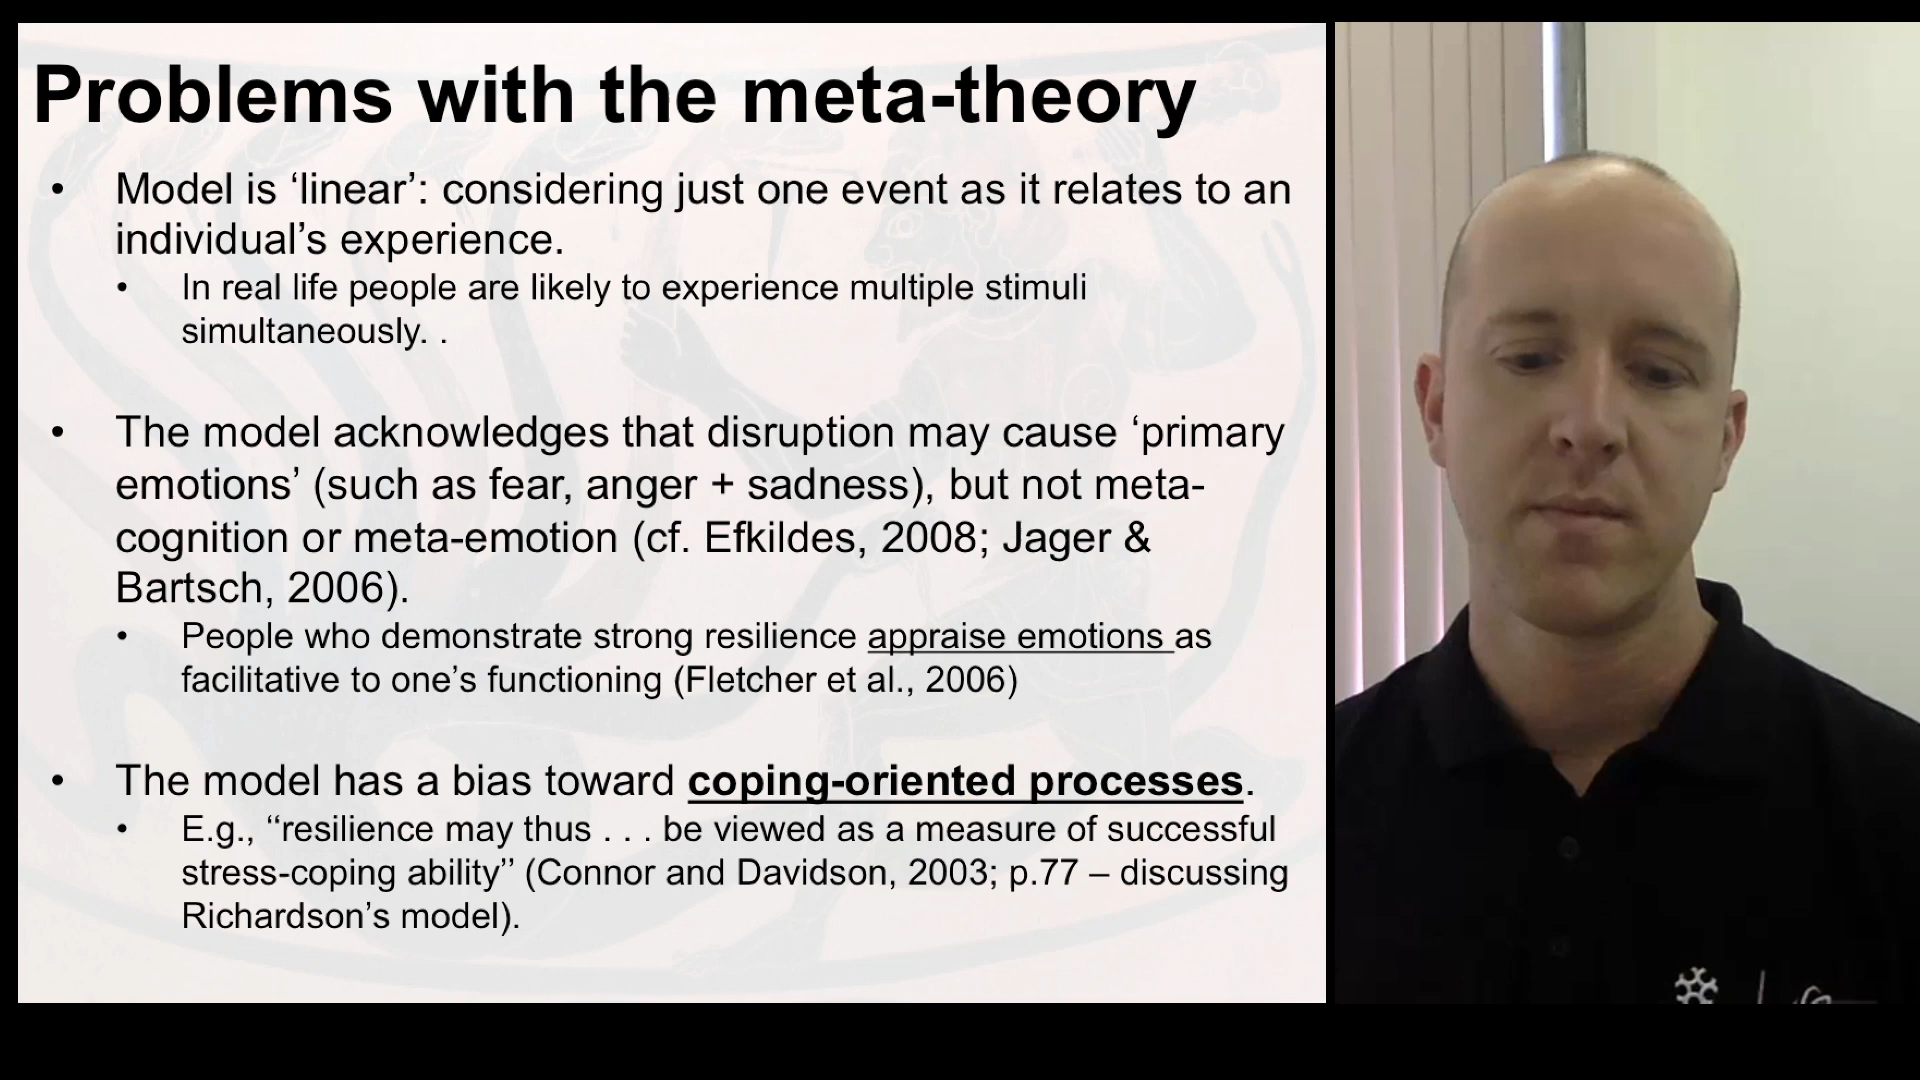 Problems with the meta-theory
• Model is ‘linear’: considering just one event as it relates to an
individual’s experience.
• In real life people are likely to experience multiple stimuli
simultaneously. .
• The model acknowledges that disruption may cause ‘primary
emotions’ (such as fear, anger + sadness), but not meta-
cognition or meta-emotion (cf. Efkildes, 2008; Jager &
Bartsch, 2006).
• People who demonstrate strong resilience appraise emotions as
facilitative to one’s functioning (Fletcher et al., 2006)
• The model has a bias toward coping-oriented processes.
• E.g., ‘‘resilience may thus . . . be viewed as a measure of successful
stress-coping ability’’ (Connor and Davidson, 2003; p.77 – discussing
Richardson’s model).